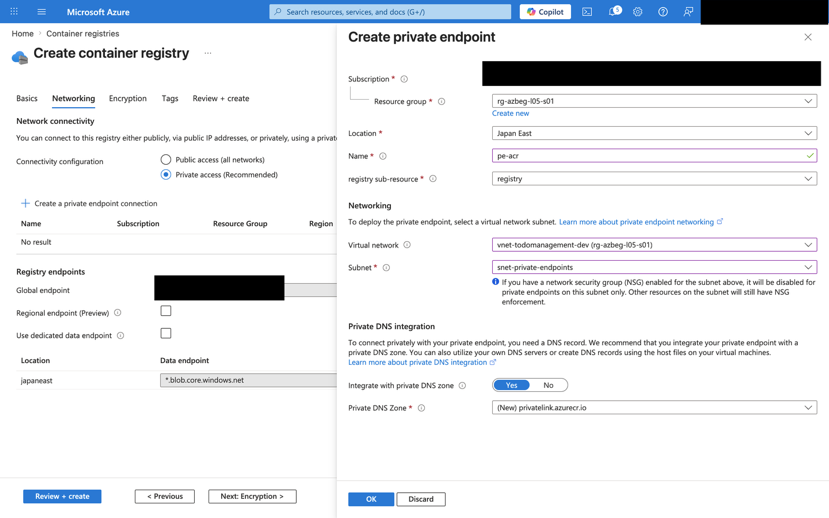 Microsoft Azure
Search resources, services, and docs (G+/)
Copilot
5
Home > Container registries
Create container registry ...
Basics
Networking
Encryption
Tags
Review + create
Network connectivity
You can connect to this registry either publicly, via public IP addresses, or privately, using a private
Connectivity configuration
Public access (all networks)
Private access (Recommended)
+ Create a private endpoint connection
Name Subscription Resource Group Region
No result
Registry endpoints
Global endpoint
Regional endpoint (Preview)
Use dedicated data endpoint
Location Data endpoint
japaneast *.blob.core.windows.net
Review + create
< Previous
Next: Encryption >
Create private endpoint
Subscription *
Resource group * rg-azbeg-l05-s01
Create new
Location * Japan East
Name * pe-acr
registry sub-resource * registry
Networking
To deploy the private endpoint, select a virtual network subnet. Learn more about private endpoint networking
Virtual network vnet-todomanagement-dev (rg-azbeg-l05-s01)
Subnet * snet-private-endpoints
If you have a network security group (NSG) enabled for the subnet above, it will be disabled for
private endpoints on this subnet only. Other resources on the subnet will still have NSG
enforcement.
Private DNS integration
To connect privately with your private endpoint, you need a DNS record. We recommend that you integrate your private endpoint with a
private DNS zone. You can also utilize your own DNS servers or create DNS records using the host files on your virtual machines.
Learn more about private DNS integration
Integrate with private DNS zone Yes No
Private DNS Zone * (New) privatelink.azurecr.io
OK
Discard